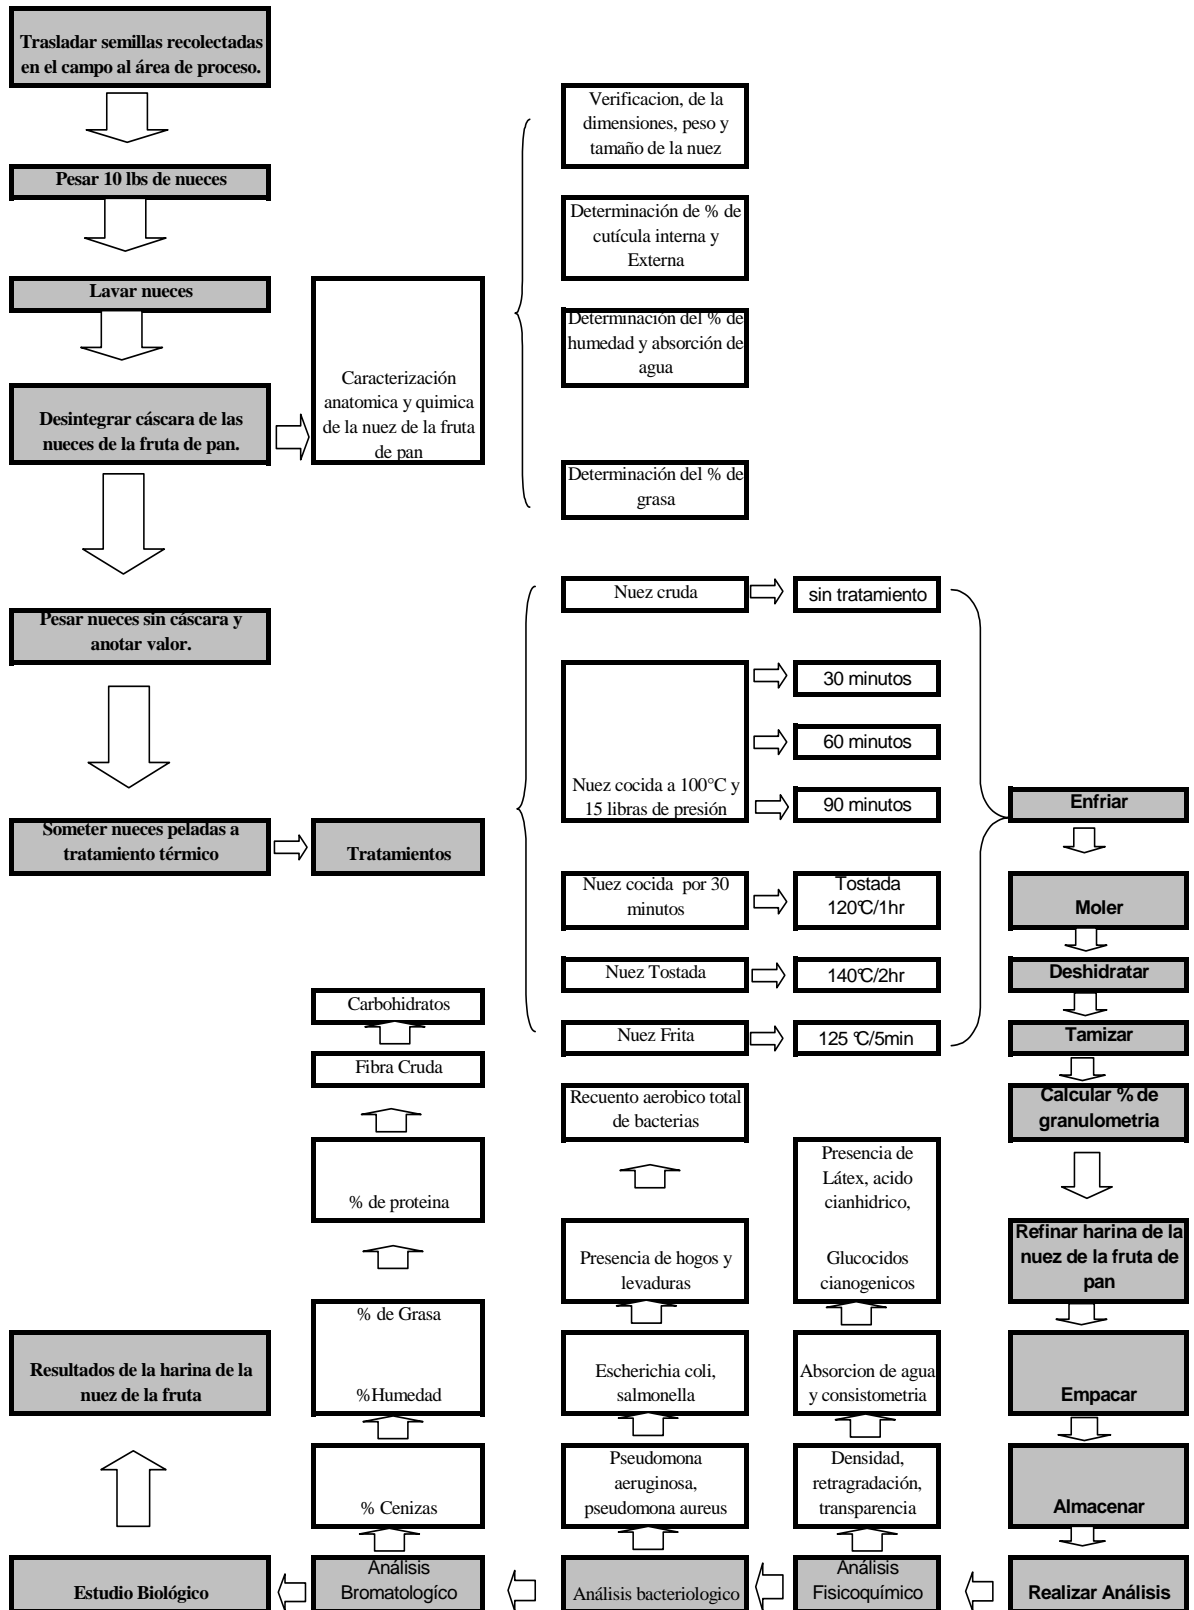 Trasladar semillas recolectadas
en el campo al área de proceso.
Pesar 10 lbs de nueces
Lavar nueces
Desintegrar cáscara de las
nueces de la fruta de pan.
Caracterización
anatomica y quimica
de la nuez de la fruta
de pan
Verificacion, de la
dimensiones, peso y
tamaño de la nuez
Determinación de % de
cutícula interna y
Externa
Determinación del % de
humedad y absorción de
agua
Determinación del % de
grasa
Pesar nueces sin cáscara y
anotar valor.
Someter nueces peladas a
tratamiento térmico
Tratamientos
Nuez cruda
sin tratamiento
Nuez cocida a 100°C y
15 libras de presión
30 minutos
60 minutos
90 minutos
Nuez cocida por 30
minutos
Tostada
120°C/1hr
Nuez Tostada
140°C/2hr
Nuez Frita
125 °C/5min
Enfriar
Moler
Deshidratar
Tamizar
Calcular % de
granulometria
Refinar harina de la
nuez de la fruta de
pan
Empacar
Almacenar
Realizar Análisis
Análisis
Fisicoquímico
Densidad,
retragradación,
transparencia
Absorcion de agua
y consistometria
Presencia de
Látex, acido
cianhidrico,
Glucocidos
cianogenicos
Análisis bacteriologico
Pseudomona
aeruginosa,
pseudomona aureus
Escherichia coli,
salmonella
Presencia de hogos y
levaduras
Recuento aerobico total
de bacterias
Análisis
Bromatologíco
% Cenizas
%Humedad
% de Grasa
% de proteina
Fibra Cruda
Carbohidratos
Estudio Biológico
Resultados de la harina de la
nuez de la fruta